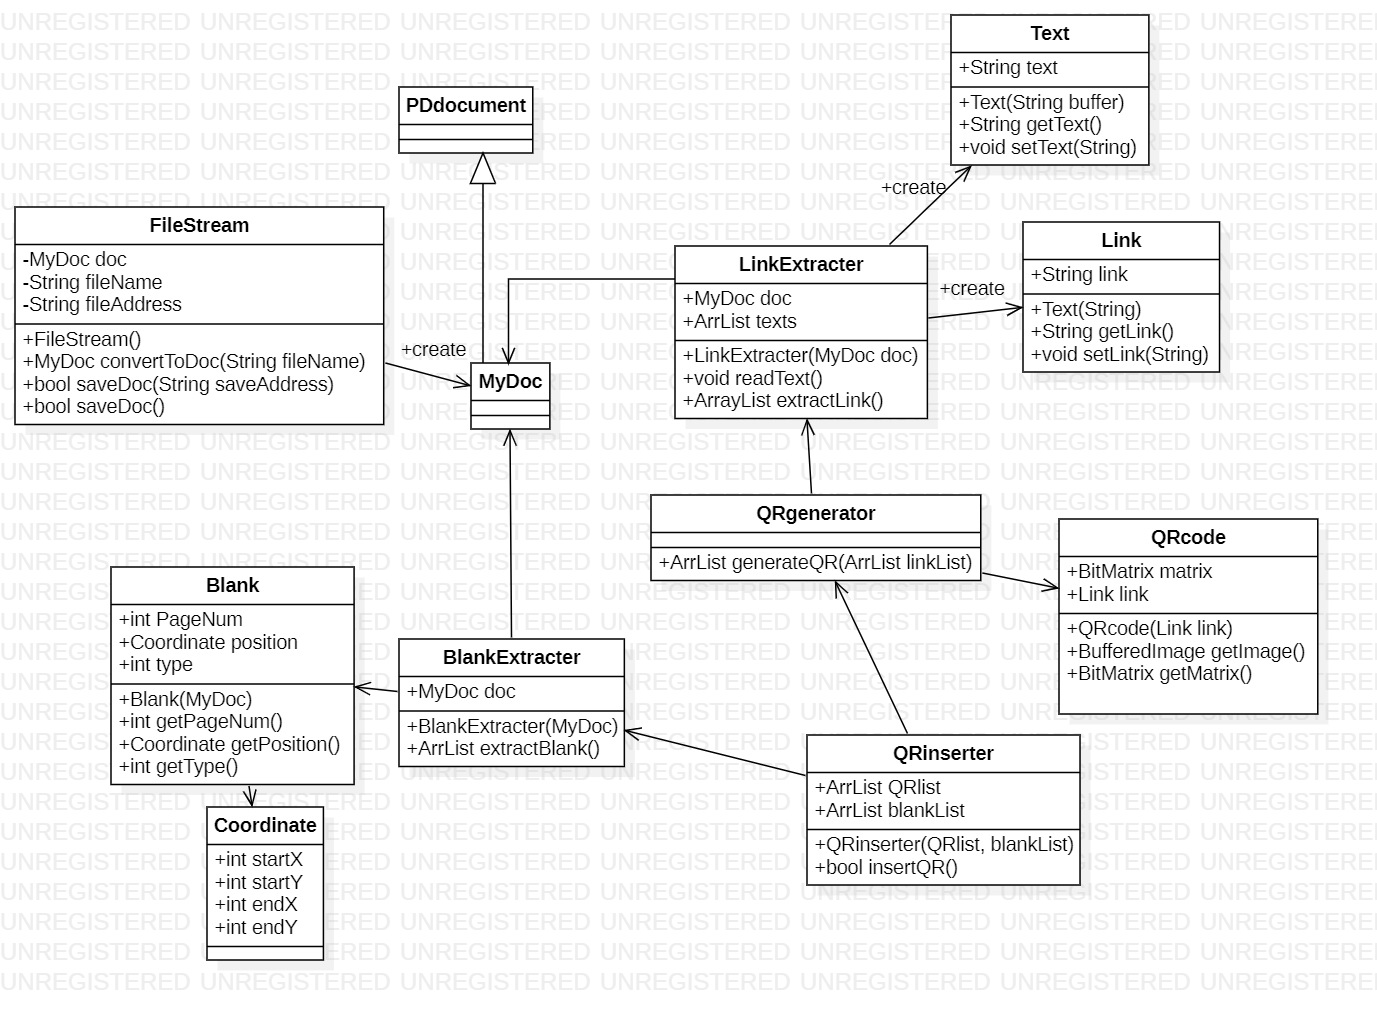 Text
+String text
+Text(String buffer)
+String getText()
+void setText(String)
PDdocument
+create
FileStream
-MyDoc doc
-String fileName
-String fileAddress
+FileStream()
+MyDoc convertToDoc(String fileName)
+bool saveDoc(String saveAddress)
+bool saveDoc()
+create
MyDoc
LinkExtracter
+MyDoc doc
+ArrList texts
+LinkExtracter(MyDoc doc)
+void readText()
+ArrayList extractLink()
+create
Link
+String link
+Text(String)
+String getLink()
+void setLink(String)
QRgenerator
+ArrList generateQR(ArrList linkList)
QRcode
+BitMatrix matrix
+Link link
+QRcode(Link link)
+BufferedImage getImage()
+BitMatrix getMatrix()
Blank
+int PageNum
+Coordinate position
+int type
+Blank(MyDoc)
+int getPageNum()
+Coordinate getPosition()
+int getType()
BlankExtracter
+MyDoc doc
+BlankExtracter(MyDoc)
+ArrList extractBlank()
QRinserter
+ArrList QRlist
+ArrList blankList
+QRinserter(QRlist, blankList)
+bool insertQR()
Coordinate
+int startX
+int startY
+int endX
+int endY
UNREGISTERED